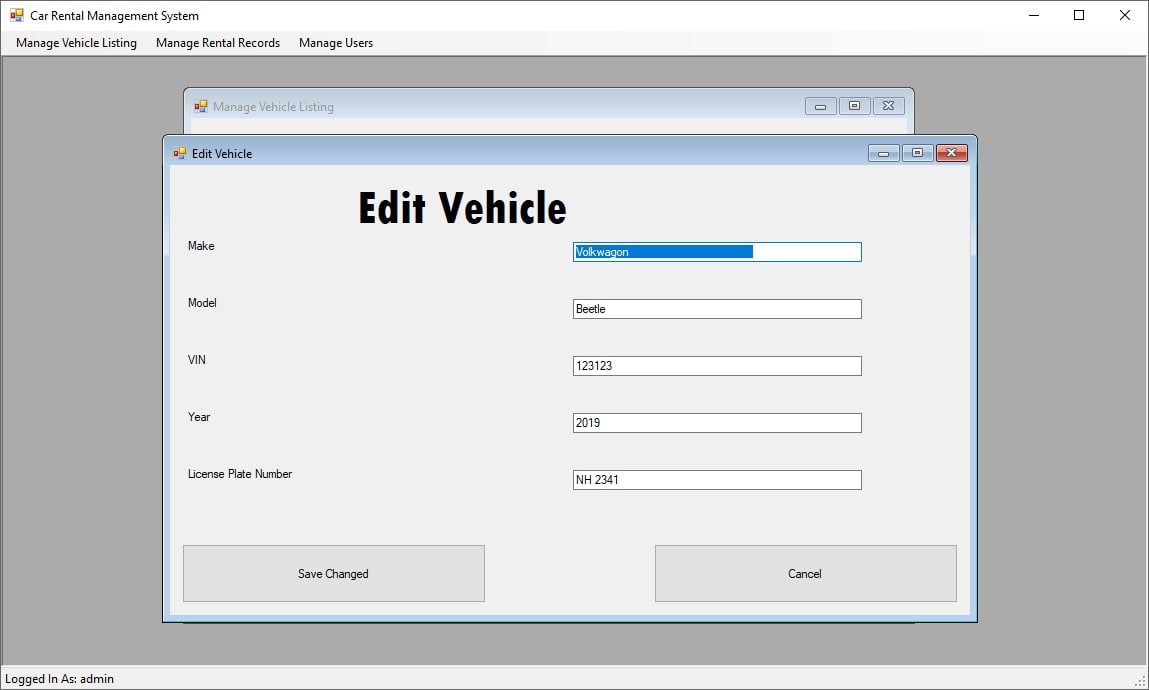 Car Rental Management System
Manage Vehicle Listing Manage Rental Records Manage Users
Manage Vehicle Listing
Edit Vehicle
Edit Vehicle
Make Volkwagon
Model Beetle
VIN 123123
Year 2019
License Plate Number NH 2341
Save Changed Cancel
Logged In As: admin